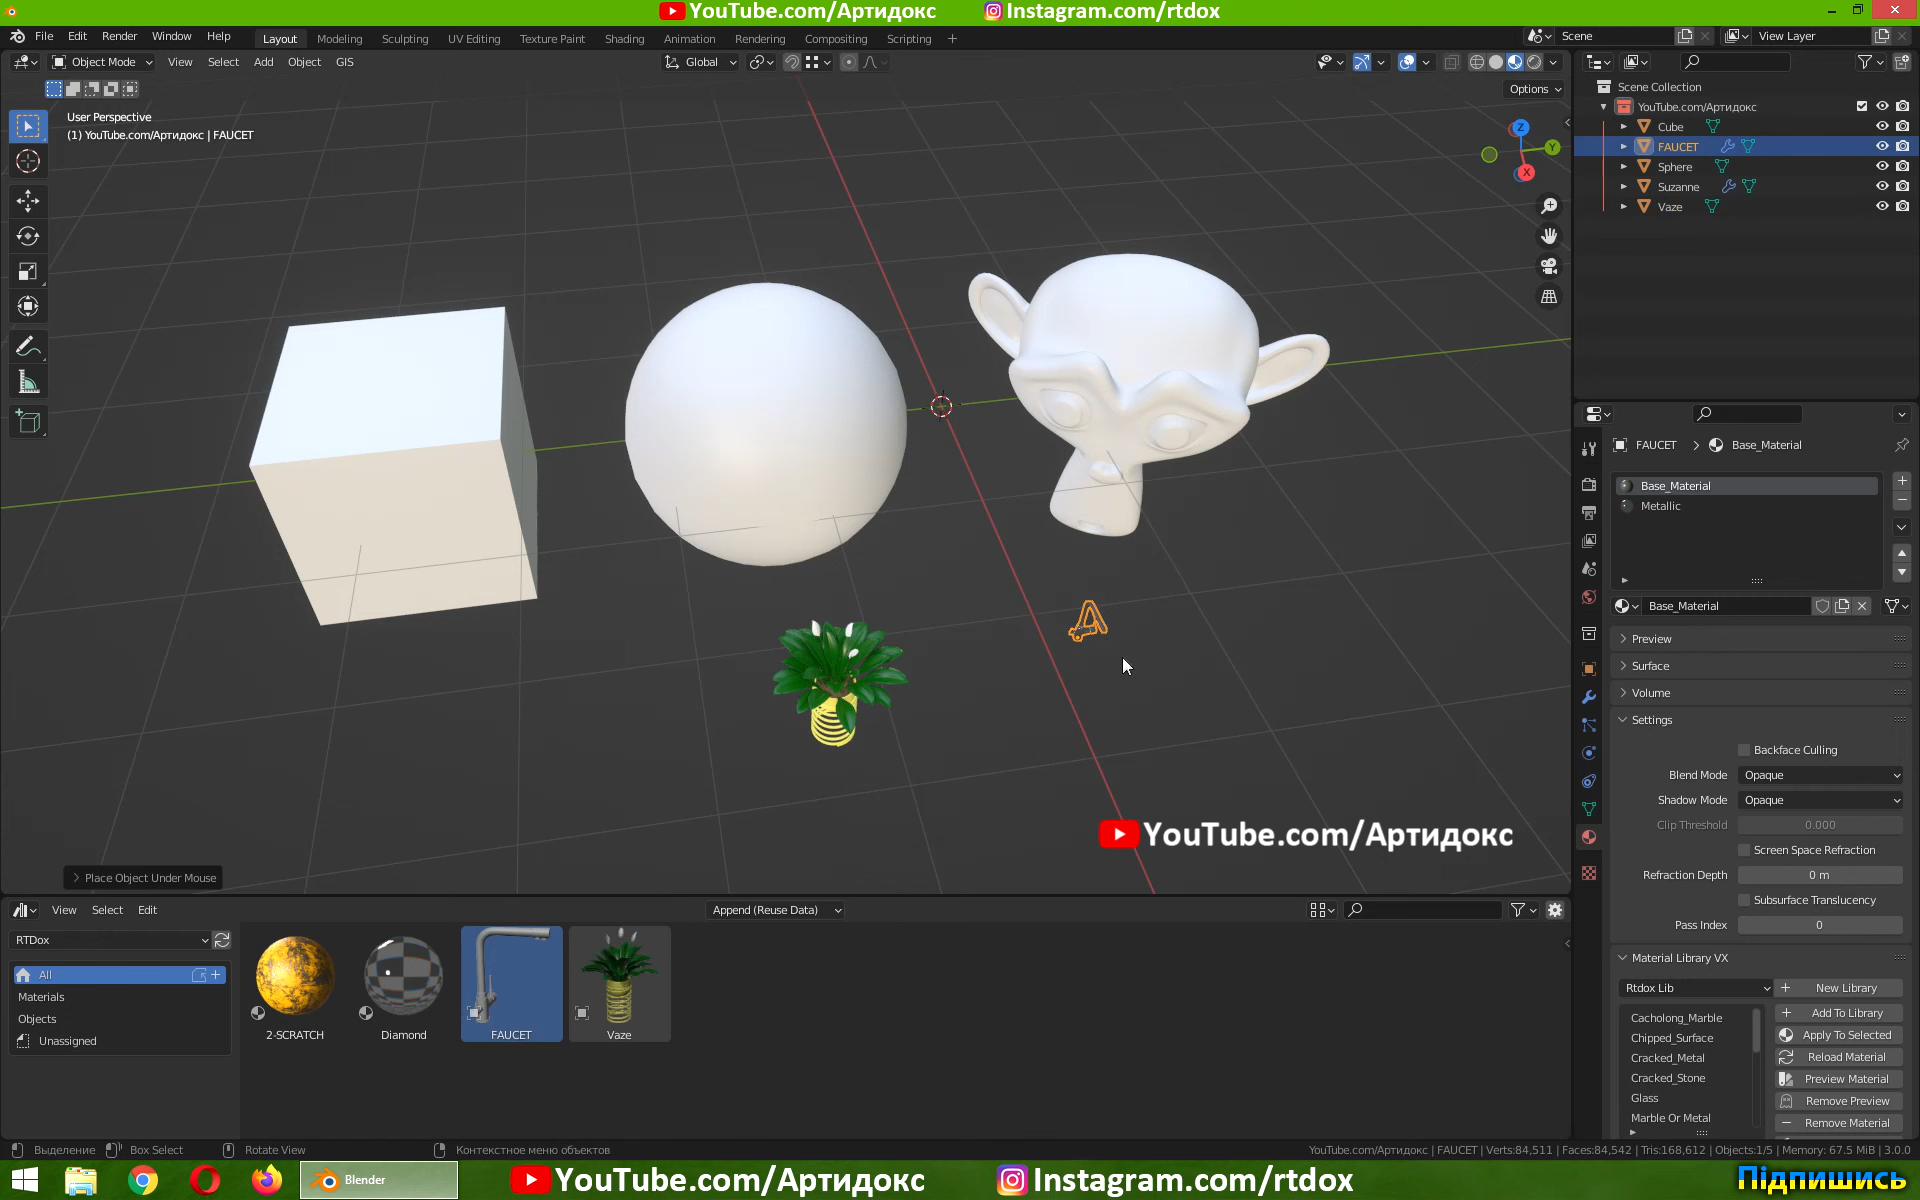 YouTube.com/Артидокс Instagram.com/rtdox
File Edit Render Window Help Layout Modeling Sculpting UV Editing Texture Paint Shading Animation Rendering Compositing Scripting + Scene View Layer
Object Mode View Select Add Object GIS Global
Options
User Perspective
(1) YouTube.com/Артидокс | FAUCET
Z
Y
X
Scene Collection
YouTube.com/Артидокс
Cube
FAUCET
Sphere
Suzanne
Vaze
FAUCET > Base_Material
Base_Material
Metallic
Base_Material
Preview
Surface
Volume
Settings
Backface Culling
Blend Mode Opaque
Shadow Mode Opaque
Clip Threshold 0.000
Screen Space Refraction
Refraction Depth 0 m
Subsurface Translucency
Pass Index 0
Material Library VX
Rtdox Lib New Library
Cacholong_Marble
Chipped_Surface
Cracked_Metal
Cracked_Stone
Glass
Marble Or Metal
Add To Library
Apply To Selected
Reload Material
Preview Material
Remove Preview
Remove Material
YouTube.com/Артидокс
Place Object Under Mouse
View Select Edit Append (Reuse Data)
RTDox
All
Materials
Objects
Unassigned
2-SCRATCH Diamond FAUCET Vaze
Выделение Box Select Rotate View Контекстное меню объектов YouTube.com/Артидокс | FAUCET | Verts:84,511 | Faces:84,542 | Tris:168,612 | Objects:1/5 | Memory: 67.5 MiB | 3.0.0
Blender YouTube.com/Артидокс Instagram.com/rtdox Підпишись